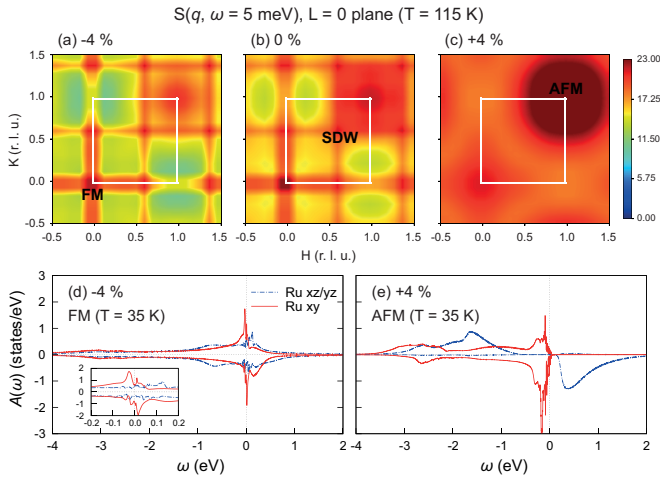 S(q, ω = 5 meV), L = 0 plane (T = 115 K)
(a) -4 % (b) 0 % (c) +4 %
1.5
1.0
0.5
0.0
-0.5
K (r. l. u.)
FM
SDW
AFM
-0.5 0.0 0.5 1.0 1.5 -0.5 0.0 0.5 1.0 1.5 -0.5 0.0 0.5 1.0 1.5
H (r. l. u.)
23.00
17.25
11.50
5.75
0.00
(d) -4 %
FM (T = 35 K)
Ru xz/yz
Ru xy
(e) +4 %
AFM (T = 35 K)
A(ω) (states/eV)
3
2
1
0
-1
-2
-3
2
1
0
-1
-2
-0.2 -0.1 0.0 0.1 0.2
-4 -3 -2 -1 0 1 2 -4 -3 -2 -1 0 1 2
ω (eV) ω (eV)